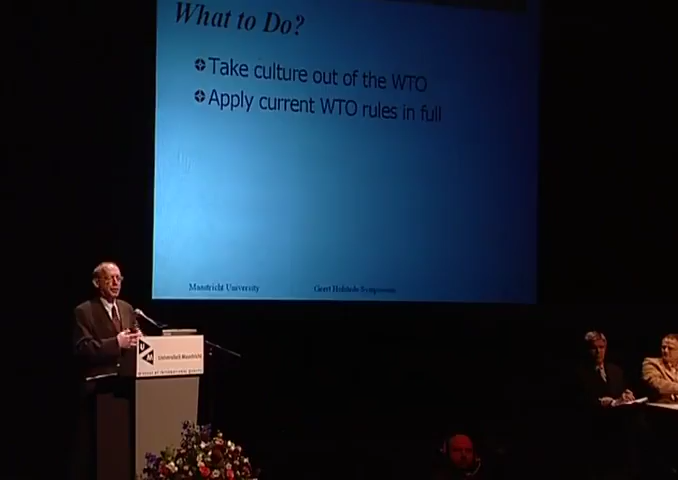 What to Do?
Take culture out of the WTO
Apply current WTO rules in full
Maastricht University
Geert Hofstede Symposium
UM
Universiteit Maastricht